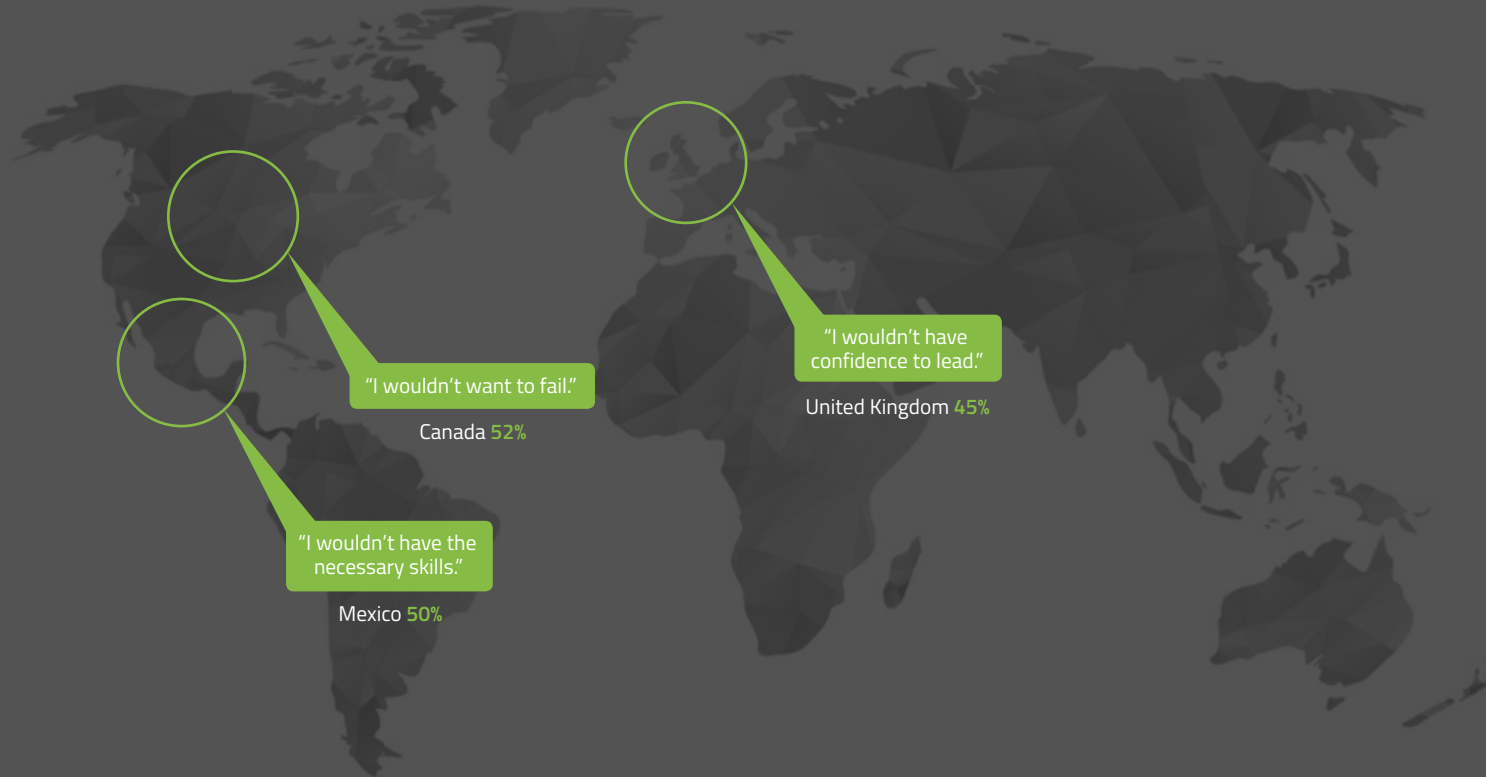 “I wouldn’t have
confidence to lead.”
United Kingdom 45%
“I wouldn’t want to fail.”
Canada 52%
“I wouldn’t have the
necessary skills.”
Mexico 50%